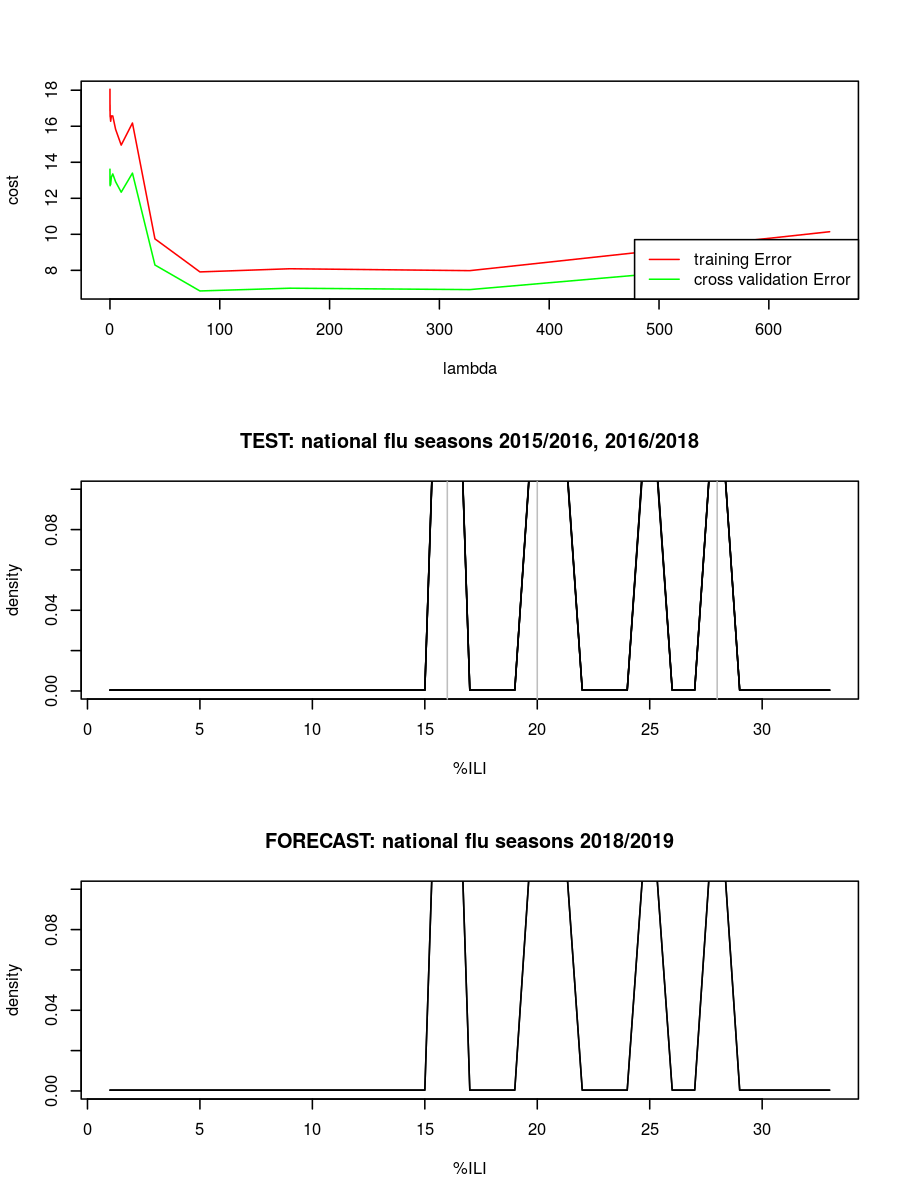 18
16
14
12
10
8
cost
training Error
cross validation Error
0 100 200 300 400 500 600
lambda
TEST: national flu seasons 2015/2016, 2016/2018
0.08
0.04
0.00
density
0 5 10 15 20 25 30
%ILI
FORECAST: national flu seasons 2018/2019
0.08
0.04
0.00
density
0 5 10 15 20 25 30
%ILI